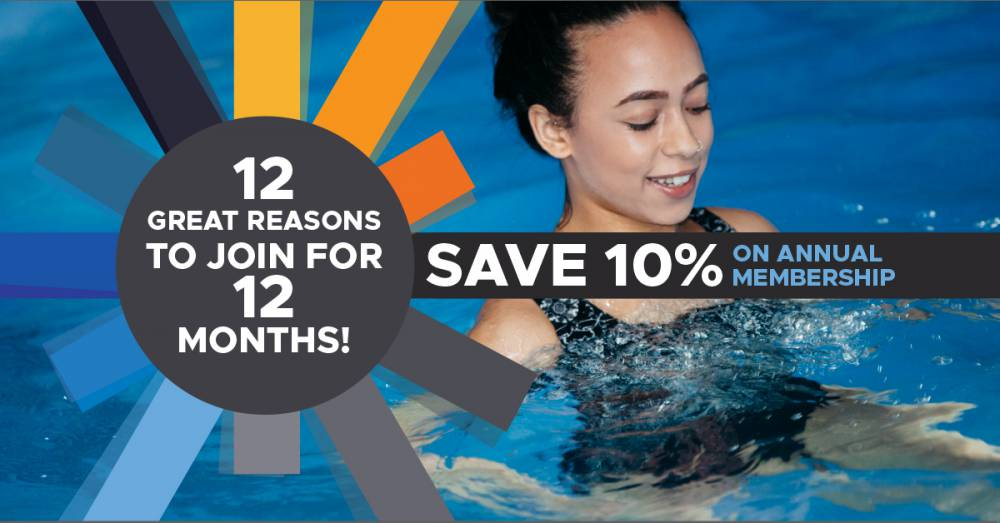 12
GREAT REASONS
TO JOIN FOR
12
MONTHS!
SAVE 10%
ON ANNUAL
MEMBERSHIP